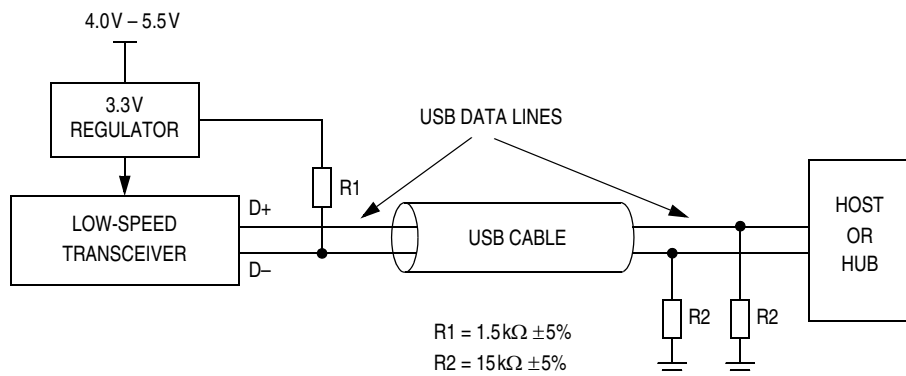 4.0V – 5.5V
3.3V
REGULATOR
USB DATA LINES
R1
D+
LOW-SPEED
TRANSCEIVER
D–
USB CABLE
HOST
OR
HUB
R2
R2
R1 = 1.5kΩ ±5%
R2 = 15kΩ ±5%